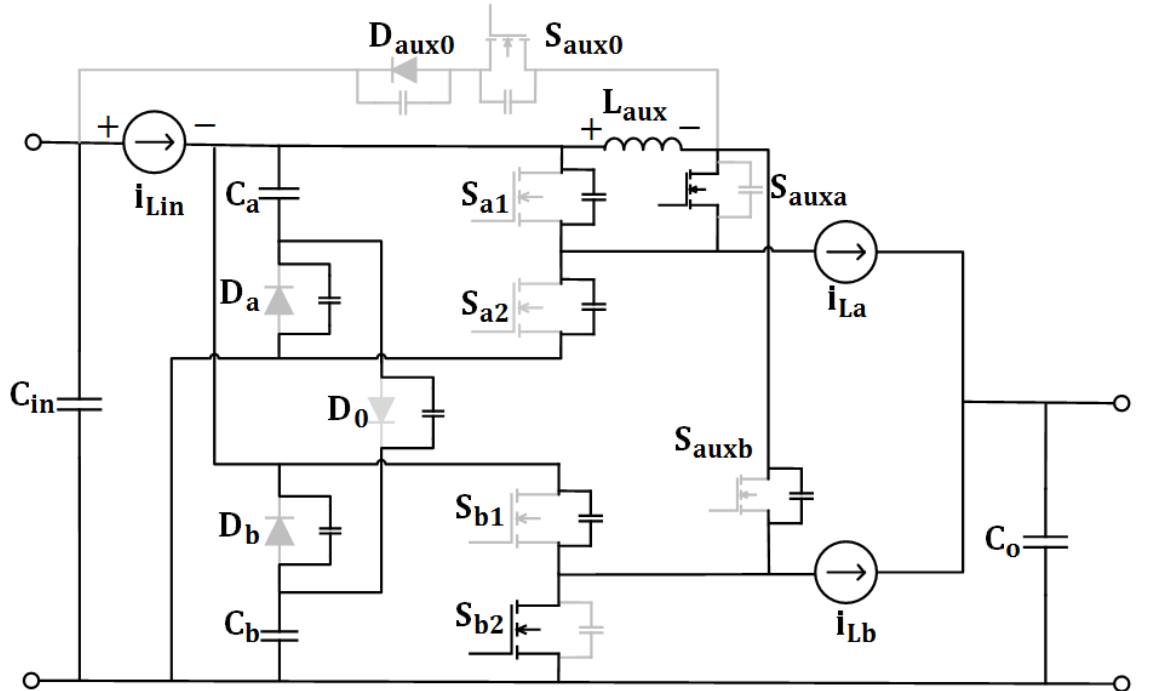 Daux0
Saux0
Laux
+ −
+ −
iLin
Ca
Sa1
Sauxa
Da
Sa2
iLa
Cin
D0
Sauxb
Db
Sb1
Co
Cb
Sb2
iLb